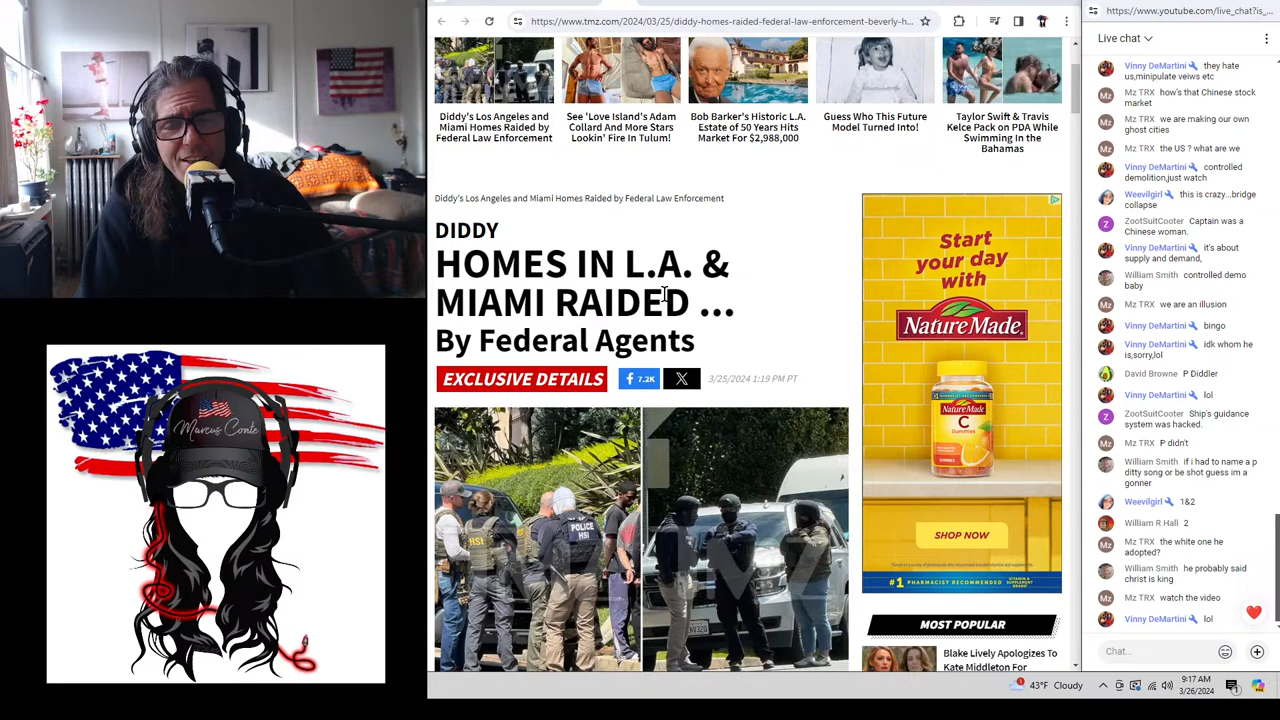 https://www.tmz.com/2024/03/25/diddy-homes-raided-federal-law-enforcement-beverly-h...
Diddy's Los Angeles and
Miami Homes Raided by
Federal Law Enforcement
See 'Love Island's Adam
Collard And More Stars
Lookin' Fire In Tulum!
Bob Barker's Historic L.A.
Estate of 50 Years Hits
Market For $2,988,000
Guess Who This Future
Model Turned Into!
Taylor Swift & Travis
Kelce Pack on PDA While
Swimming In the
Bahamas
Diddy's Los Angeles and Miami Homes Raided by Federal Law Enforcement
DIDDY
HOMES IN L.A. &
MIAMI RAIDED ...
By Federal Agents
EXCLUSIVE DETAILS
7.2K
3/25/2024 1:19 PM PT
POLICE
HSI
HSI
TMZ
Start
your day
with
NATURE MADE
NATURE MADE
C
Gummies
SHOP NOW
#1 PHARMACIST RECOMMENDED
MOST POPULAR
Blake Lively Apologizes To
Kate Middleton For
Marcus Conte
https://www.youtube.com/live_chat?is_...
Live chat
Vinny DeMartini they hate
us,minipulate veiws etc
Mz TRX how's that Chinese stock
market
Mz TRX we are making our own
ghost cities
Mz TRX the US ? what are we
Vinny DeMartini controlled
demolition,just watch
Weevilgirl this is crazy...bridge
collapse
ZootSuitCooter Captain was a
Chinese woman.
Vinny DeMartini it's about
supply and demand,
William Smith controlled demo
baby
Mz TRX we are an illusion
Vinny DeMartini bingo
Vinny DeMartini idk whom he
is,sorry,lol
David Browne P Diddler
Vinny DeMartini lol
ZootSuitCooter Ship's guidance
system was hacked.
Mz TRX P didn't
William Smith if i had to name a p
ditty song or be shot guess im a
gonner
Weevilgirl 1&2
William R Hall 2
Mz TRX the white one he
adopted?
William Smith he probably said
christ is king
Mz TRX watch the video
Vinny DeMartini lol
Chat...
43°F Cloudy
9:17 AM
3/26/2024